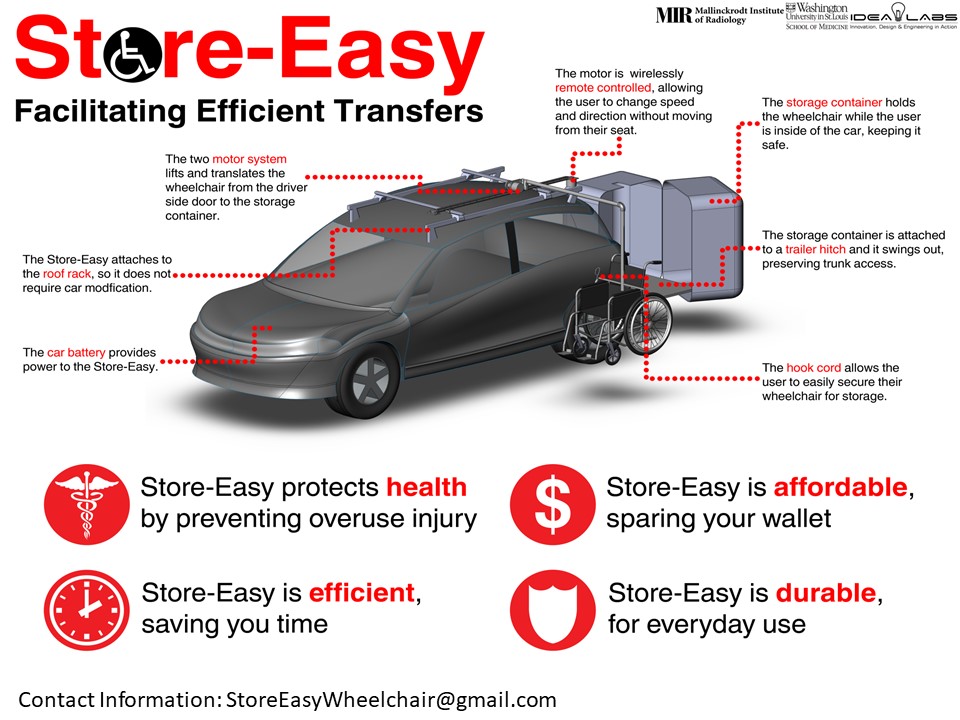 Store-Easy
Facilitating Efficient Transfers
MIR Mallinckrodt Institute
of Radiology
Washington
University in St. Louis
SCHOOL OF MEDICINE
IDEA LABS
Innovation, Design & Engineering in Action
The motor is wirelessly
remote controlled, allowing
the user to change speed
and direction without moving
from their seat.
The storage container holds
the wheelchair while the user
is inside of the car, keeping it
safe.
The two motor system
lifts and translates the
wheelchair from the driver
side door to the storage
container.
The storage container is attached
to a trailer hitch and it swings out,
preserving trunk access.
The Store-Easy attaches to
the roof rack, so it does not
require car modfication.
The car battery provides
power to the Store-Easy.
The hook cord allows the
user to easily secure their
wheelchair for storage.
Store-Easy protects health
by preventing overuse injury
$
Store-Easy is affordable,
sparing your wallet
Store-Easy is efficient,
saving you time
Store-Easy is durable,
for everyday use
Contact Information: StoreEasyWheelchair@gmail.com